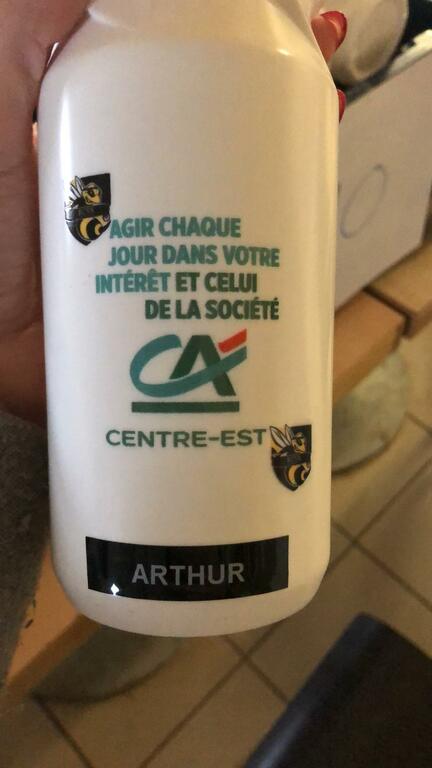 AGIR CHAQUE
JOUR DANS VOTRE
INTÉRÊT ET CELUI
DE LA SOCIÉTÉ
CA
CENTRE-EST
ARTHUR